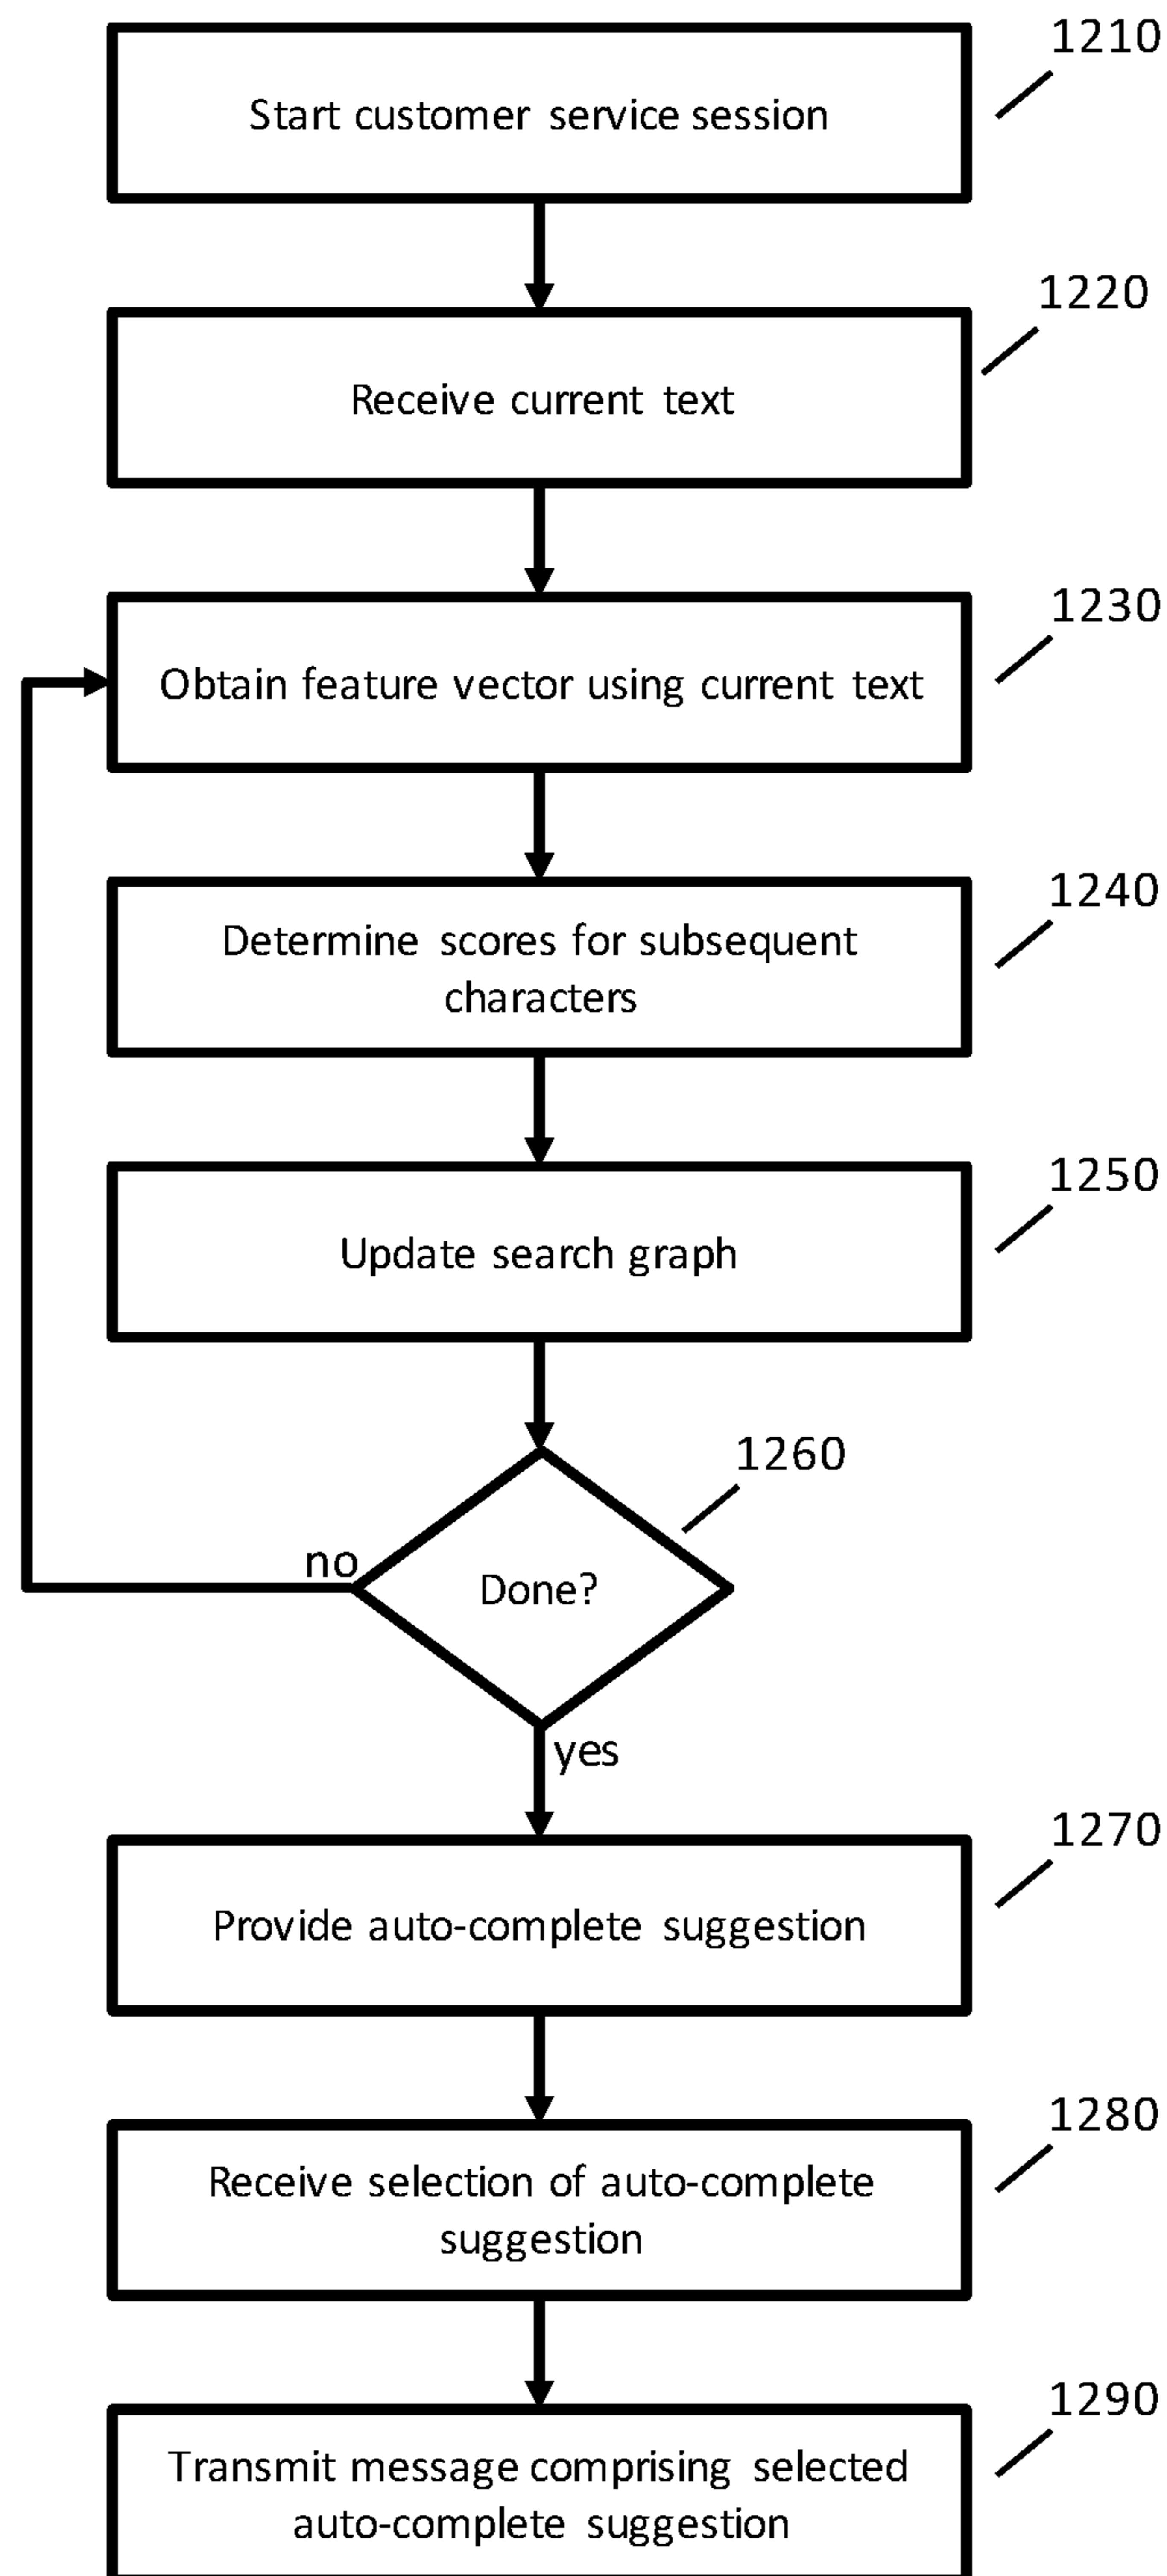 1210
Start customer service session
1220
Receive current text
1230
Obtain feature vector using current text
1240
Determine scores for subsequent
characters
1250
Update search graph
1260
no
Done?
yes
1270
Provide auto-complete suggestion
1280
Receive selection of auto-complete
suggestion
1290
Transmit message comprising selected
auto-complete suggestion